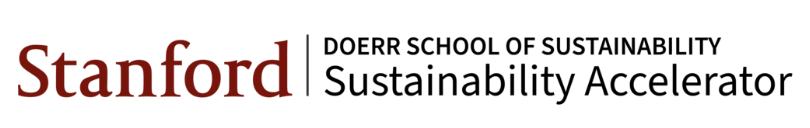 Stanford
DOERR SCHOOL OF SUSTAINABILITY
Sustainability Accelerator